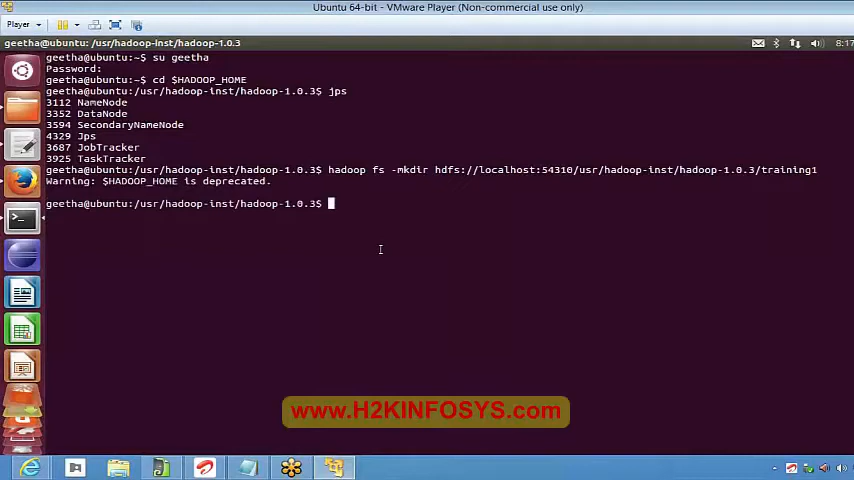 Ubuntu 64-bit - VMware Player (Non-commercial use only)
Player
geetha@ubuntu: /usr/hadoop-inst/hadoop-1.0.3
8:17
geetha@ubuntu:~$ su geetha
Password:
geetha@ubuntu:~$ cd $HADOOP_HOME
geetha@ubuntu:/usr/hadoop-inst/hadoop-1.0.3$ jps
3112 NameNode
3352 DataNode
3594 SecondaryNameNode
4329 Jps
3687 JobTracker
3925 TaskTracker
geetha@ubuntu:/usr/hadoop-inst/hadoop-1.0.3$ hadoop fs -mkdir hdfs://localhost:54310/usr/hadoop-inst/hadoop-1.0.3/training1
Warning: $HADOOP_HOME is deprecated.
geetha@ubuntu:/usr/hadoop-inst/hadoop-1.0.3$
www.H2KINFOSYS.com